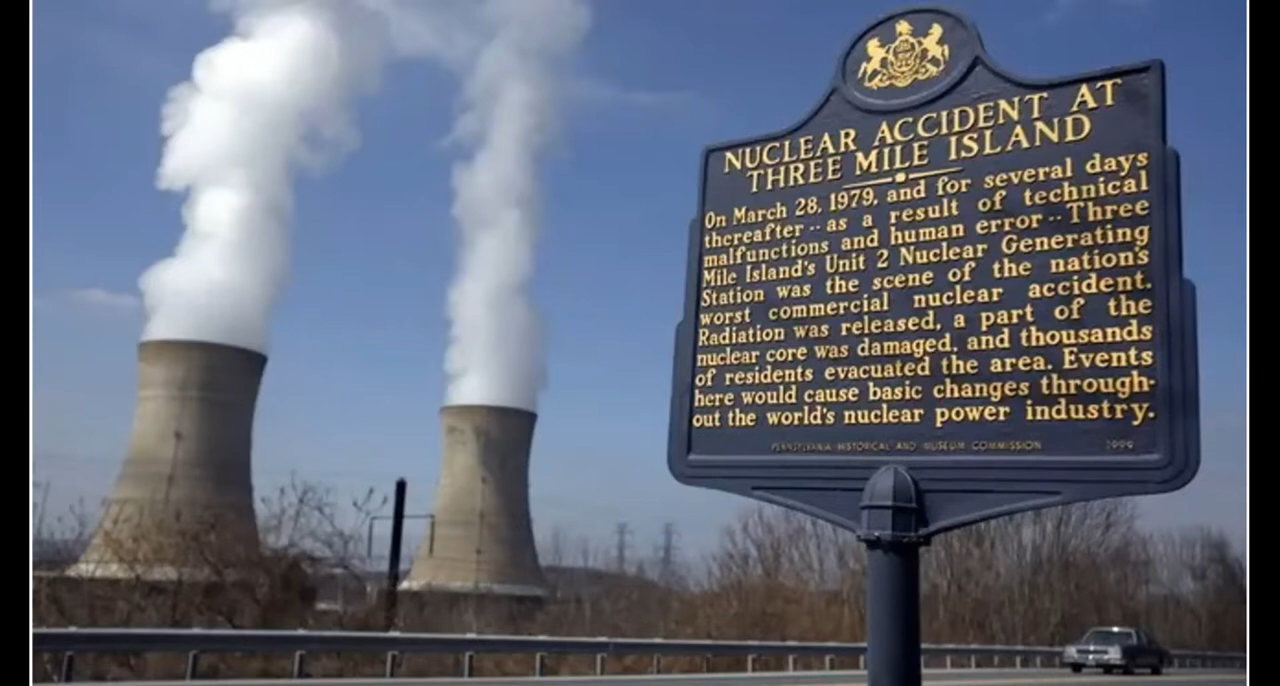 NUCLEAR ACCIDENT AT
THREE MILE ISLAND
On March 28, 1979, and for several days
thereafter -- as a result of technical
malfunctions and human error -- Three
Mile Island's Unit 2 Nuclear Generating
Station was the scene of the nation's
worst commercial nuclear accident.
Radiation was released, a part of the
nuclear core was damaged, and thousands
of residents evacuated the area. Events
here would cause basic changes through-
out the world's nuclear power industry.
PENNSYLVANIA HISTORICAL AND MUSEUM COMMISSION 1999